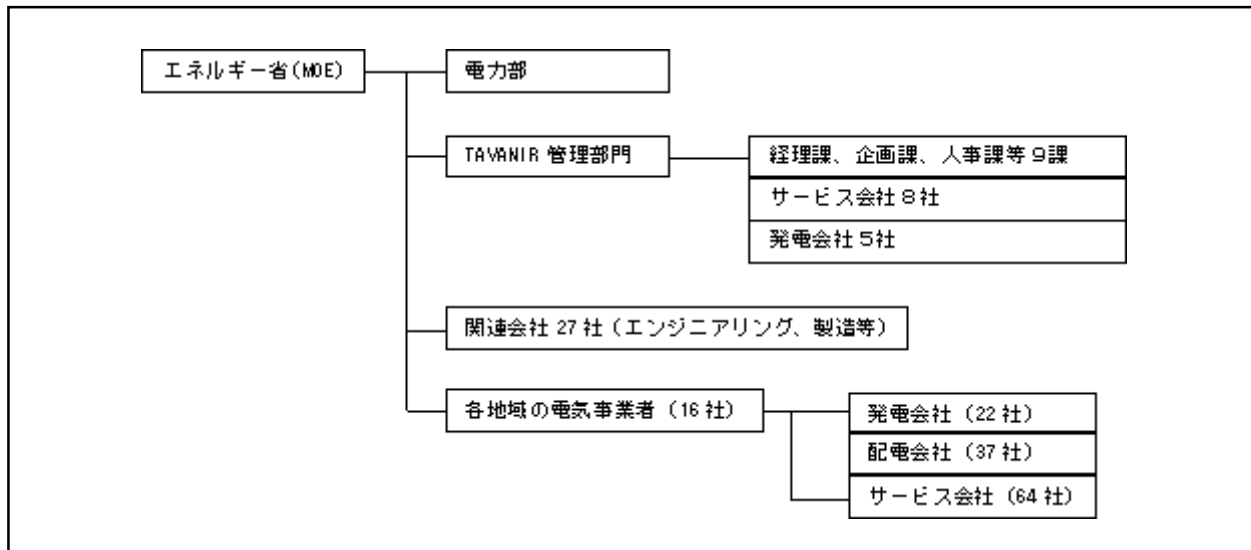 エネルギー省(MOE)
電力部
TAVANIR 管理部門
経理課、企画課、人事課等9課
サービス会社8社
発電会社5社
関連会社 27 社（エンジニアリング、製造等）
各地域の電気事業者（16 社）
発電会社（22 社）
配電会社（37 社）
サービス会社（64 社）